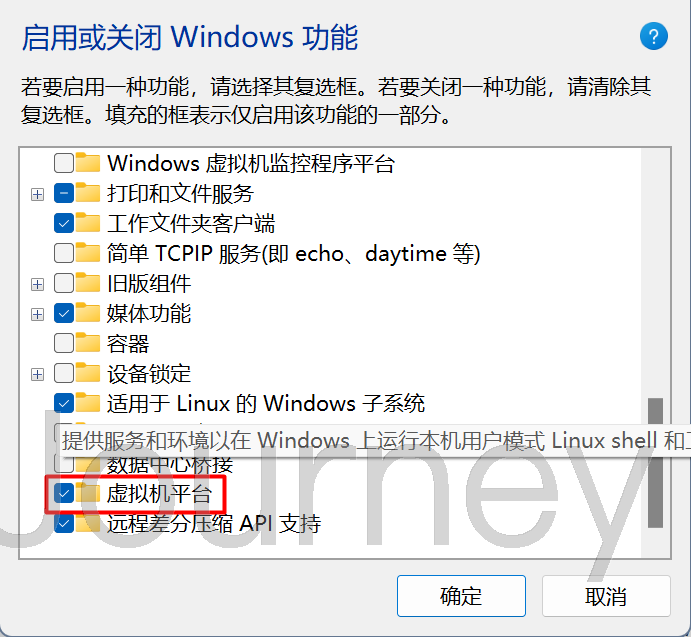 启用或关闭 Windows 功能
?
若要启用一种功能，请选择其复选框。若要关闭一种功能，请清除其
复选框。填充的框表示仅启用该功能的一部分。
Windows 虚拟机监控程序平台
打印和文件服务
工作文件夹客户端
简单 TCPIP 服务(即 echo、daytime 等)
旧版组件
媒体功能
容器
设备锁定
适用于 Linux 的 Windows 子系统
提供服务和环境以在 Windows 上运行本机用户模式 Linux shell 和
数据中心桥接
虚拟机平台
远程差分压缩 API 支持
Journey
确定 取消